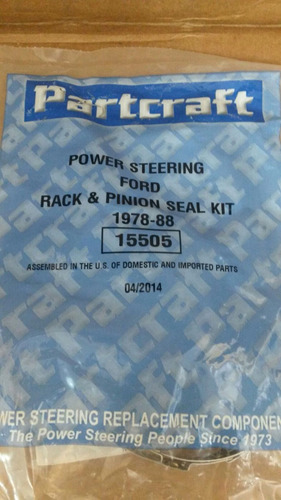 Partcraft
POWER STEERING
FORD
RACK & PINION SEAL KIT
1978-88
15505
ASSEMBLED IN THE U.S. OF DOMESTIC AND IMPORTED PARTS
04/2014
POWER STEERING REPLACEMENT COMPONEN
The Power Steering People Since 1973